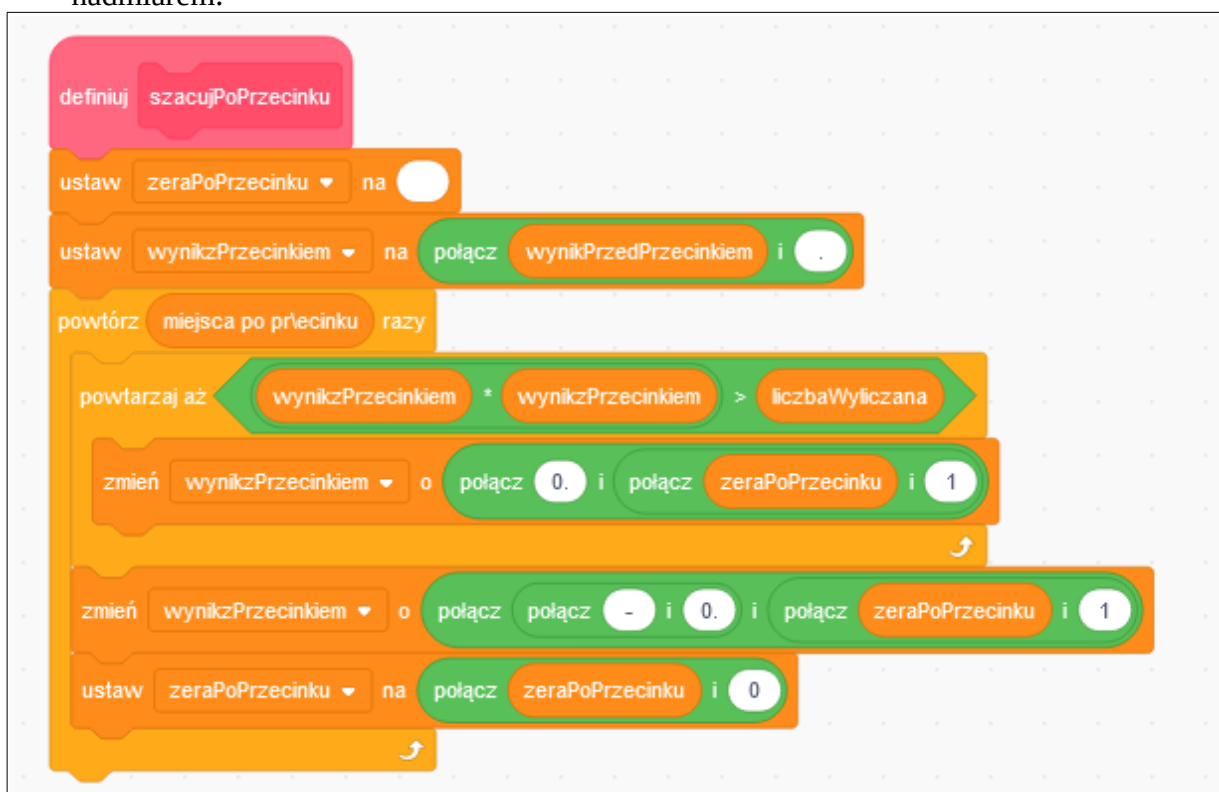 nadmiarem.
definiuj szacujPoPrzecinku
ustaw zeraPoPrzecinku na
ustaw wynikzPrzecinkiem na połącz wynikPrzedPrzecinkiem i .
powtórz miejsca po pr\ecinku razy
powtarzaj aż wynikzPrzecinkiem * wynikzPrzecinkiem > liczbaWyliczana
zmień wynikzPrzecinkiem o połącz 0. i połącz zeraPoPrzecinku i 1
zmień wynikzPrzecinkiem o połącz połącz - i 0. i połącz zeraPoPrzecinku i 1
ustaw zeraPoPrzecinku na połącz zeraPoPrzecinku i 0